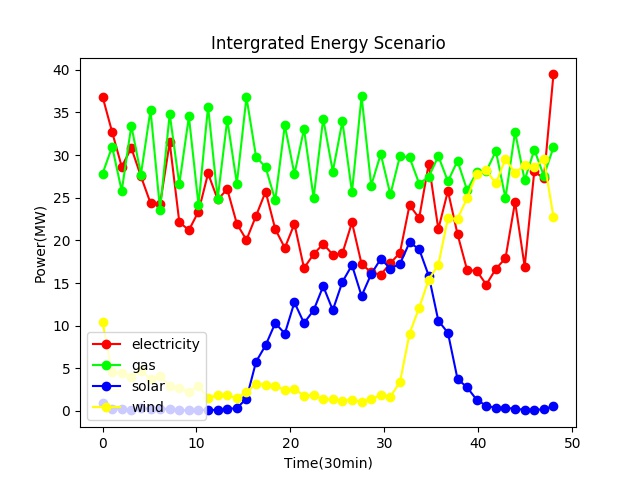 Intergrated Energy Scenario
Power(MW)
40
35
30
25
20
15
10
5
0
electricity
gas
solar
wind
0 10 20 30 40 50
Time(30min)